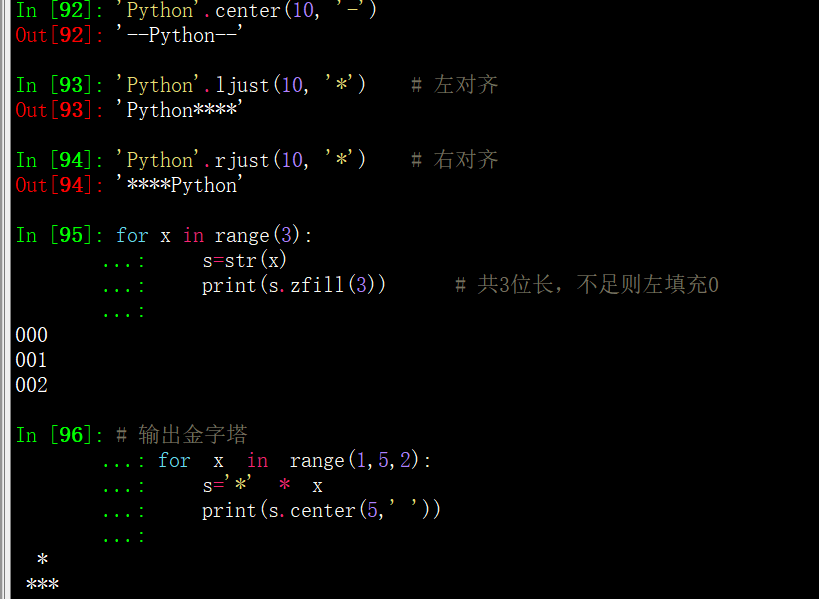 In [92]: 'Python'.center(10, '-')
Out[92]: '--Python--'
In [93]: 'Python'.ljust(10, '*')    # 左对齐
Out[93]: 'Python****'
In [94]: 'Python'.rjust(10, '*')    # 右对齐
Out[94]: '****Python'
In [95]: for x in range(3):
    ...:     s=str(x)
    ...:     print(s.zfill(3))      # 共3位长，不足则左填充0
    ...:
000
001
002
In [96]: # 输出金字塔
    ...: for  x  in  range(1,5,2):
    ...:     s='*'  *  x
    ...:     print(s.center(5,' '))
    ...:
  *
 ***